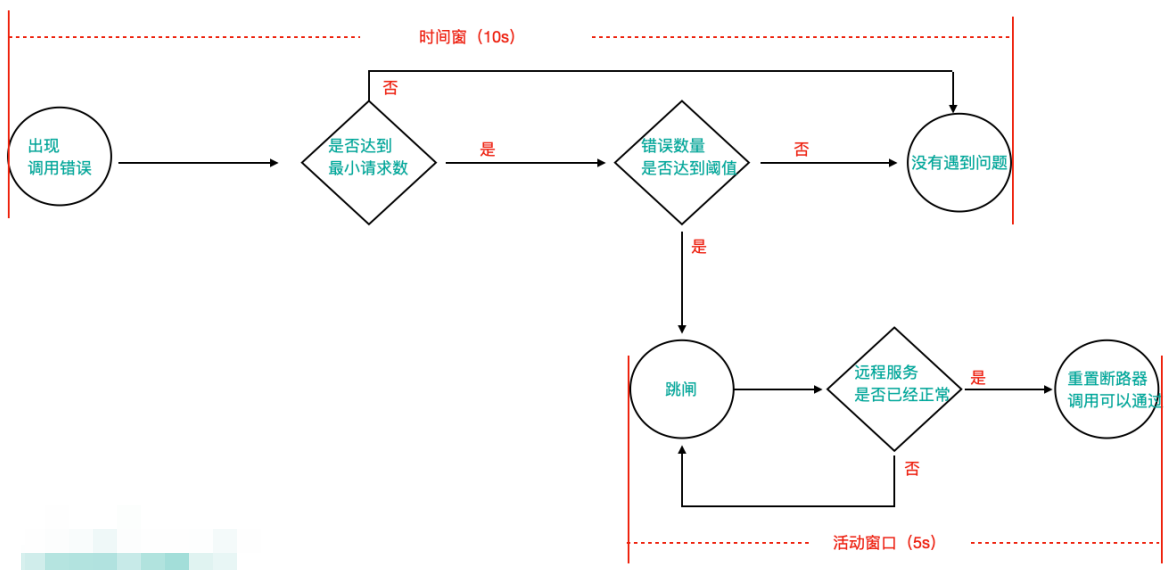 时间窗（10s）
否
出现
调用错误
是否达到
最小请求数
是
错误数量
是否达到阈值
否
没有遇到问题
是
跳闸
远程服务
是否已经正常
是
重置断路器
调用可以通过
否
活动窗口（5s）